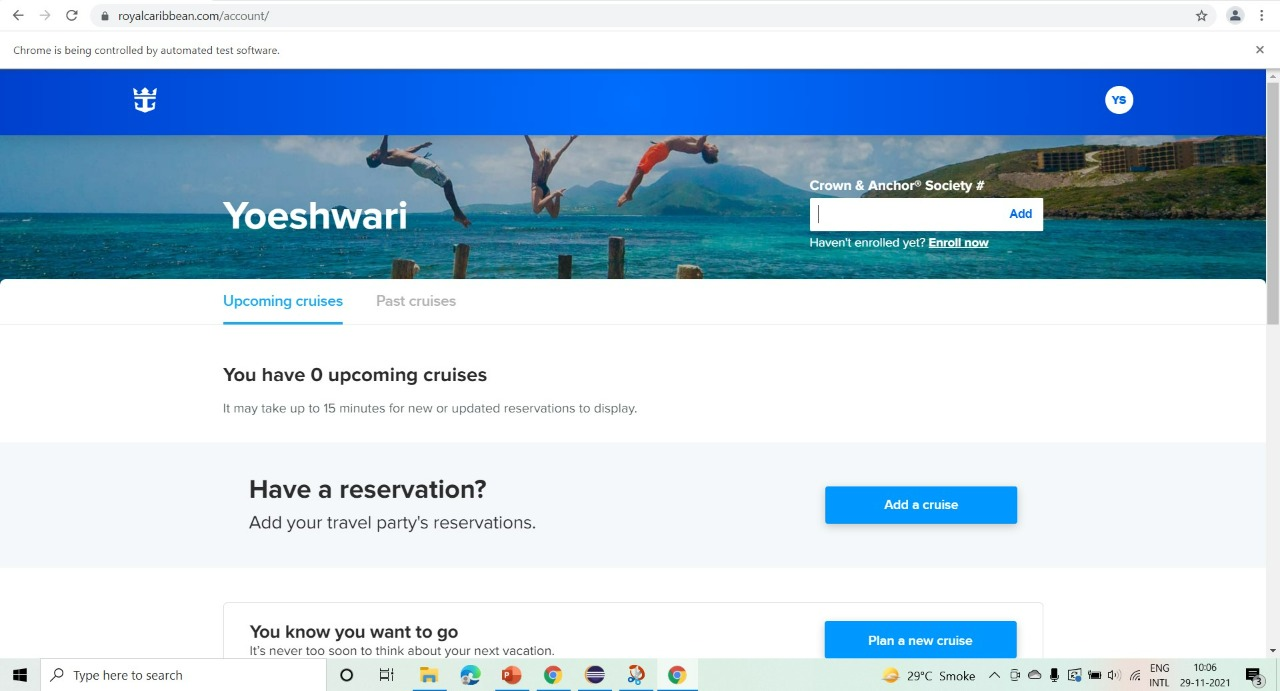 royalcaribbean.com/account/
Chrome is being controlled by automated test software.
YS
Yoeshwari
Crown & Anchor® Society #
Add
Haven't enrolled yet? Enroll now
Upcoming cruises
Past cruises
You have 0 upcoming cruises
It may take up to 15 minutes for new or updated reservations to display.
Have a reservation?
Add your travel party's reservations.
Add a cruise
You know you want to go
It's never too soon to think about your next vacation.
Plan a new cruise
Type here to search
29°C Smoke
ENG
INTL
10:06
29-11-2021
3